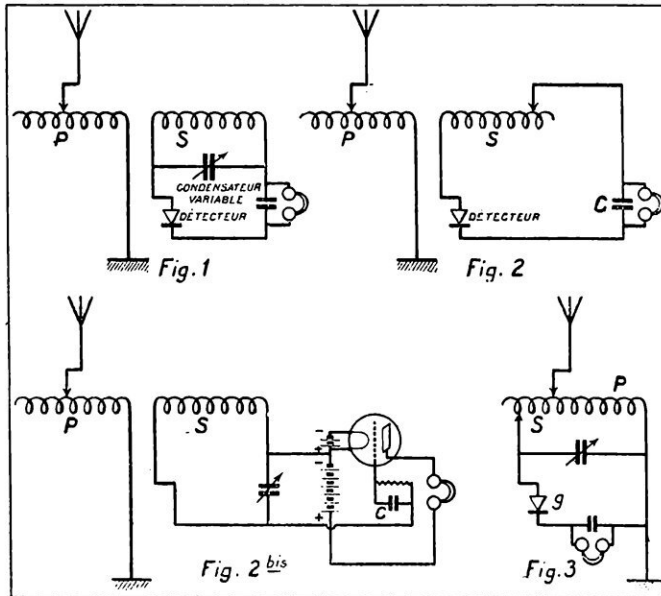 P
S
CONDENSATEUR
VARIABLE
DÉTECTEUR
Fig. 1
P
S
C
DÉTECTEUR
Fig. 2
P
S
-
+
-
+
C
Fig. 2 bis
P
S
g
Fig. 3